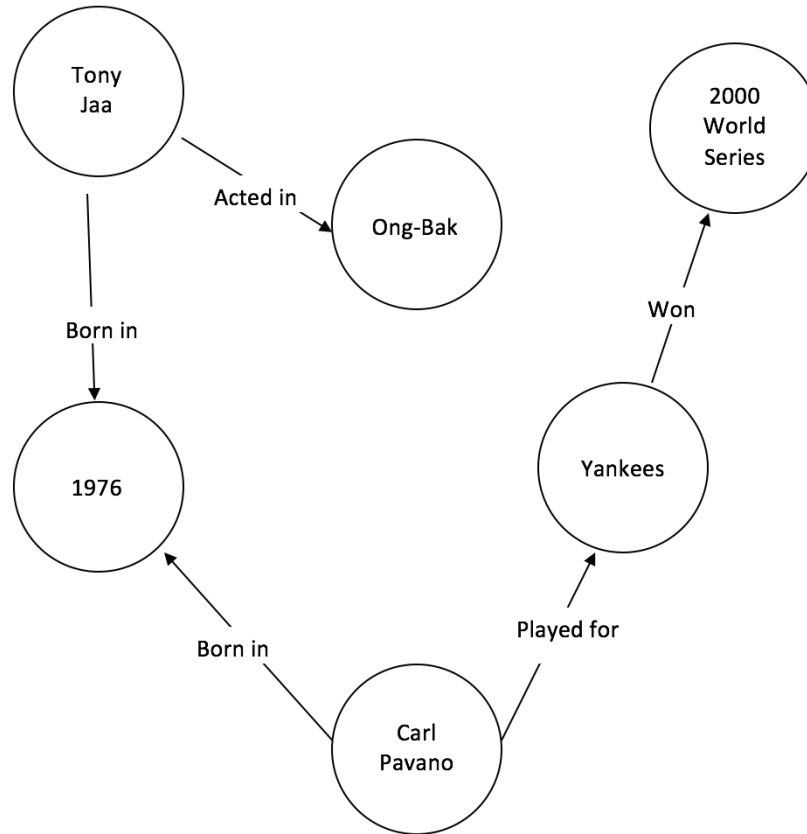 Tony
Jaa
2000
World
Series
Acted in
Ong-Bak
Won
Born in
Yankees
1976
Played for
Born in
Carl
Pavano